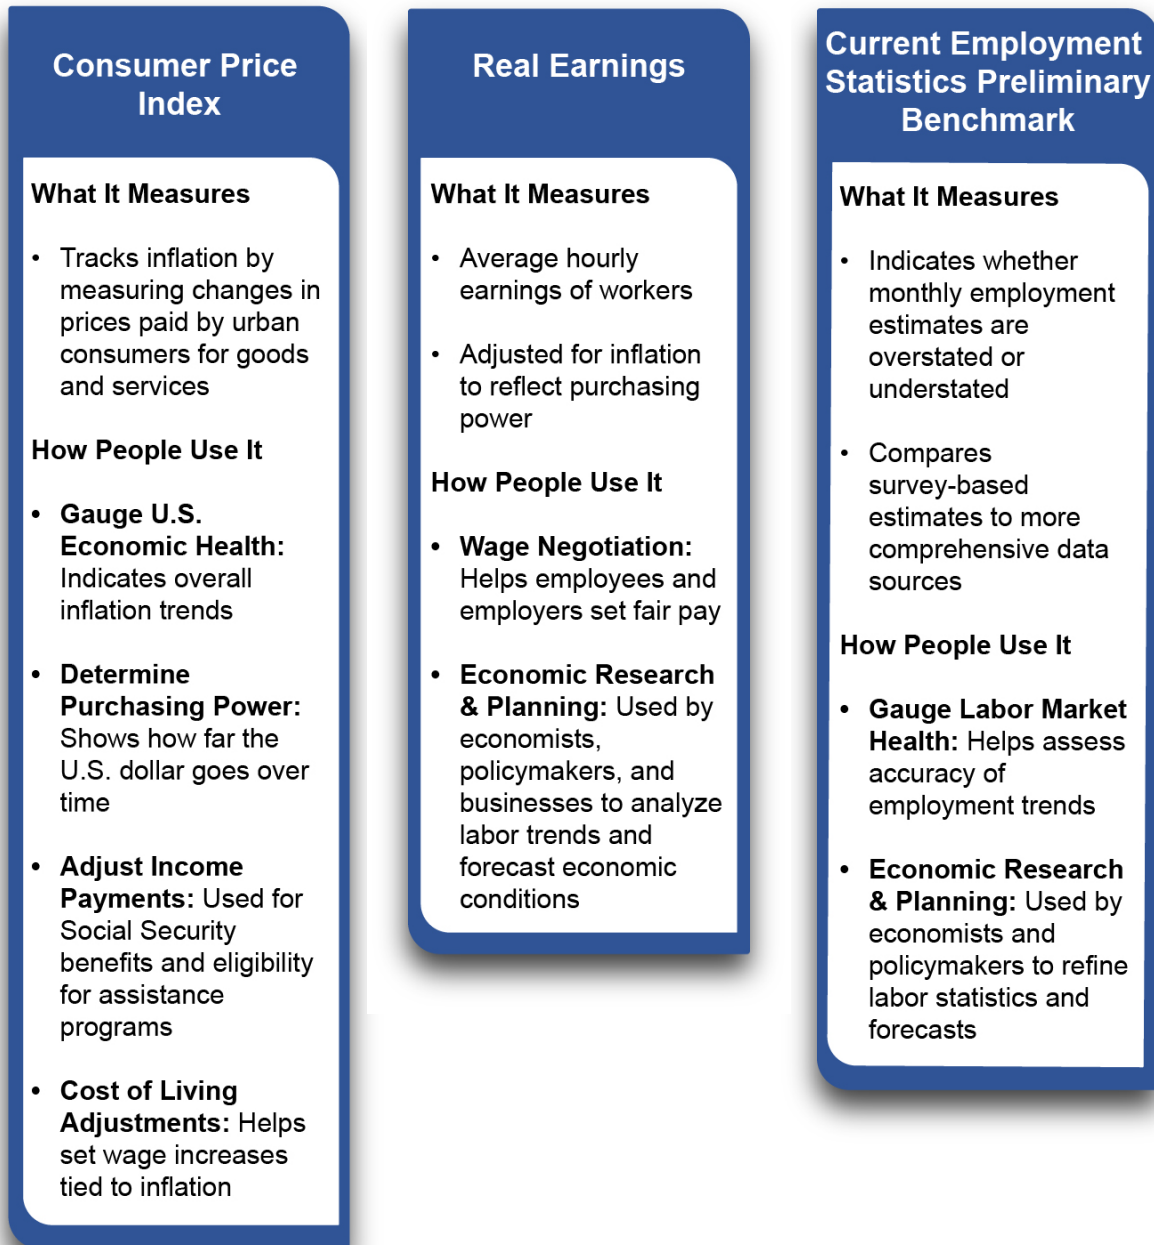 Consumer Price
Index
What It Measures
• Tracks inflation by
measuring changes in
prices paid by urban
consumers for goods
and services
How People Use It
• Gauge U.S.
Economic Health:
Indicates overall
inflation trends
• Determine
Purchasing Power:
Shows how far the
U.S. dollar goes over
time
• Adjust Income
Payments: Used for
Social Security
benefits and eligibility
for assistance
programs
• Cost of Living
Adjustments: Helps
set wage increases
tied to inflation
Real Earnings
What It Measures
• Average hourly
earnings of workers
• Adjusted for inflation
to reflect purchasing
power
How People Use It
• Wage Negotiation:
Helps employees and
employers set fair pay
• Economic Research
& Planning: Used by
economists,
policymakers, and
businesses to analyze
labor trends and
forecast economic
conditions
Current Employment
Statistics Preliminary
Benchmark
What It Measures
• Indicates whether
monthly employment
estimates are
overstated or
understated
• Compares
survey-based
estimates to more
comprehensive data
sources
How People Use It
• Gauge Labor Market
Health: Helps assess
accuracy of
employment trends
• Economic Research
& Planning: Used by
economists and
policymakers to refine
labor statistics and
forecasts